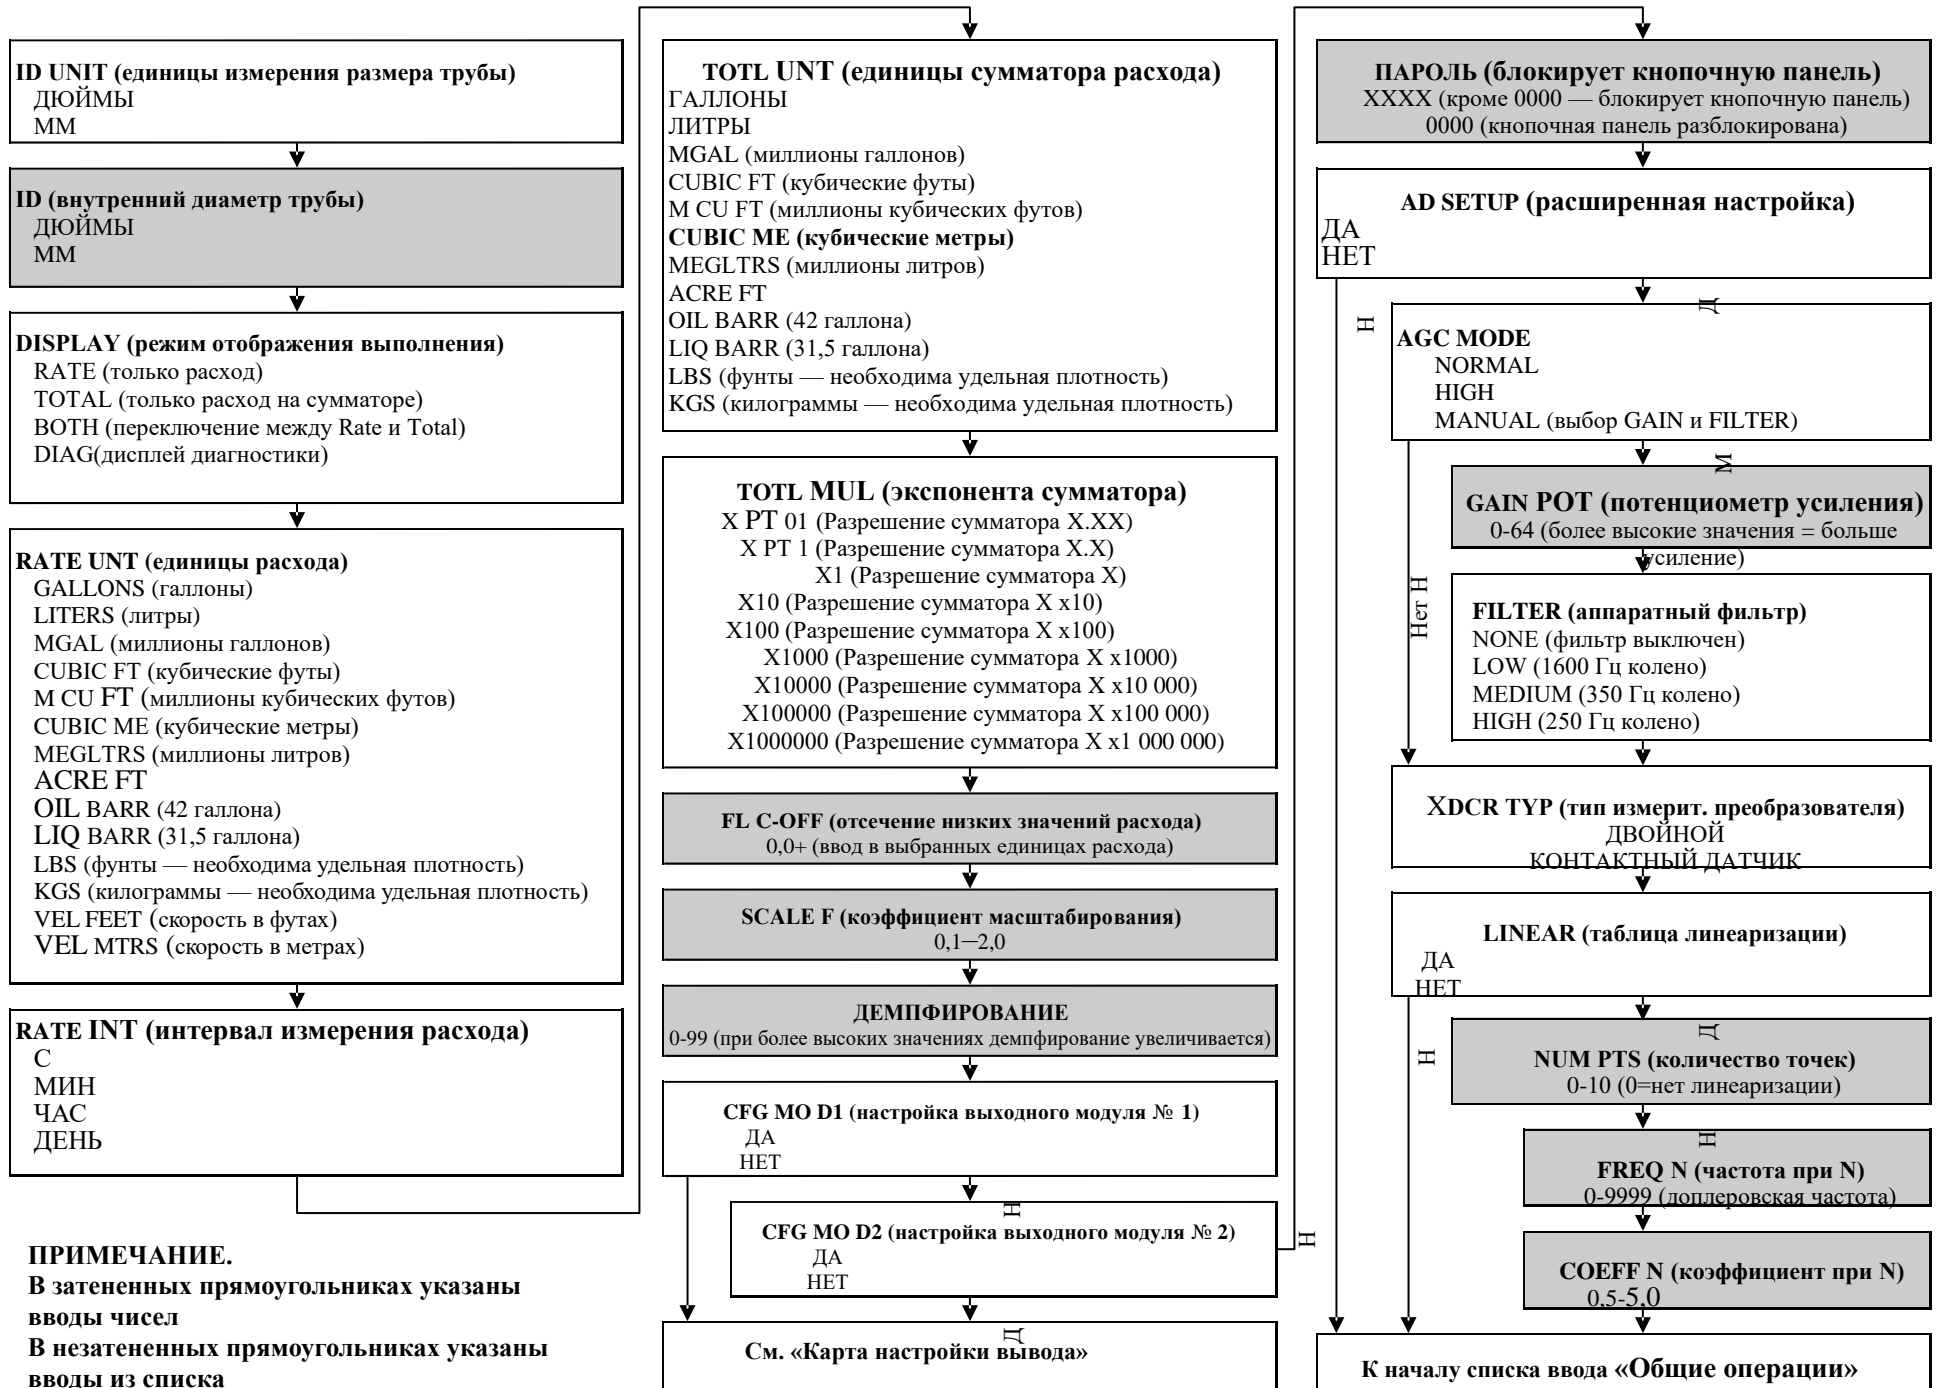 ID UNIT (единицы измерения размера трубы)
ДЮЙМЫ
ММ
ID (внутренний диаметр трубы)
ДЮЙМЫ
ММ
DISPLAY (режим отображения выполнения)
RATE (только расход)
TOTAL (только расход на сумматоре)
BOTH (переключение между Rate и Total)
DIAG(дисплей диагностики)
RATE UNT (единицы расхода)
GALLONS (галлоны)
LITERS (литры)
MGAL (миллионы галлонов)
CUBIC FT (кубические футы)
M CU FT (миллионы кубических футов)
CUBIC ME (кубические метры)
MEGLTRS (миллионы литров)
ACRE FT
OIL BARR (42 галлона)
LIQ BARR (31,5 галлона)
LBS (фунты — необходима удельная плотность)
KGS (килограммы — необходима удельная плотность)
VEL FEET (скорость в футах)
VEL MTRS (скорость в метрах)
RATE INT (интервал измерения расхода)
С
МИН
ЧАС
ДЕНЬ
ПРИМЕЧАНИЕ.
В затененных прямоугольниках указаны
вводы чисел
В незатененных прямоугольниках указаны
вводы из списка
TOTL UNT (единицы сумматора расхода)
ГАЛЛОНЫ
ЛИТРЫ
MGAL (миллионы галлонов)
CUBIC FT (кубические футы)
M CU FT (миллионы кубических футов)
CUBIC ME (кубические метры)
MEGLTRS (миллионы литров)
ACRE FT
OIL BARR (42 галлона)
LIQ BARR (31,5 галлона)
LBS (фунты — необходима удельная плотность)
KGS (килограммы — необходима удельная плотность)
TOTL MUL (экспонента сумматора)
X PT 01 (Разрешение сумматора X.XX)
X PT 1 (Разрешение сумматора X.X)
X1 (Разрешение сумматора X)
X10 (Разрешение сумматора X x10)
X100 (Разрешение сумматора X x100)
X1000 (Разрешение сумматора X x1000)
X10000 (Разрешение сумматора X x10 000)
X100000 (Разрешение сумматора X x100 000)
X1000000 (Разрешение сумматора X x1 000 000)
FL C-OFF (отсечение низких значений расхода)
0,0+ (ввод в выбранных единицах расхода)
SCALE F (коэффициент масштабирования)
0,1—2,0
ДЕМПФИРОВАНИЕ
0-99 (при более высоких значениях демпфирование увеличивается)
CFG MO D1 (настройка выходного модуля № 1)
ДА
НЕТ
Н
CFG MO D2 (настройка выходного модуля № 2)
ДА
НЕТ
Н
Д
См. «Карта настройки вывода»
ПАРОЛЬ (блокирует кнопочную панель)
XXXX (кроме 0000 — блокирует кнопочную панель)
0000 (кнопочная панель разблокирована)
AD SETUP (расширенная настройка)
ДА
НЕТ
Н
Д
AGC MODE
NORMAL
HIGH
MANUAL (выбор GAIN и FILTER)
М
GAIN POT (потенциометр усиления)
0-64 (более высокие значения = больше
усиление)
Нет Н
FILTER (аппаратный фильтр)
NONE (фильтр выключен)
LOW (1600 Гц колено)
MEDIUM (350 Гц колено)
HIGH (250 Гц колено)
XDCR TYP (тип измерит. преобразователя)
ДВОЙНОЙ
КОНТАКТНЫЙ ДАТЧИК
LINEAR (таблица линеаризации)
ДА
НЕТ
Н
Д
NUM PTS (количество точек)
0-10 (0=нет линеаризации)
Н
FREQ N (частота при N)
0-9999 (доплеровская частота)
COEFF N (коэффициент при N)
0,5-5,0
К началу списка ввода «Общие операции»